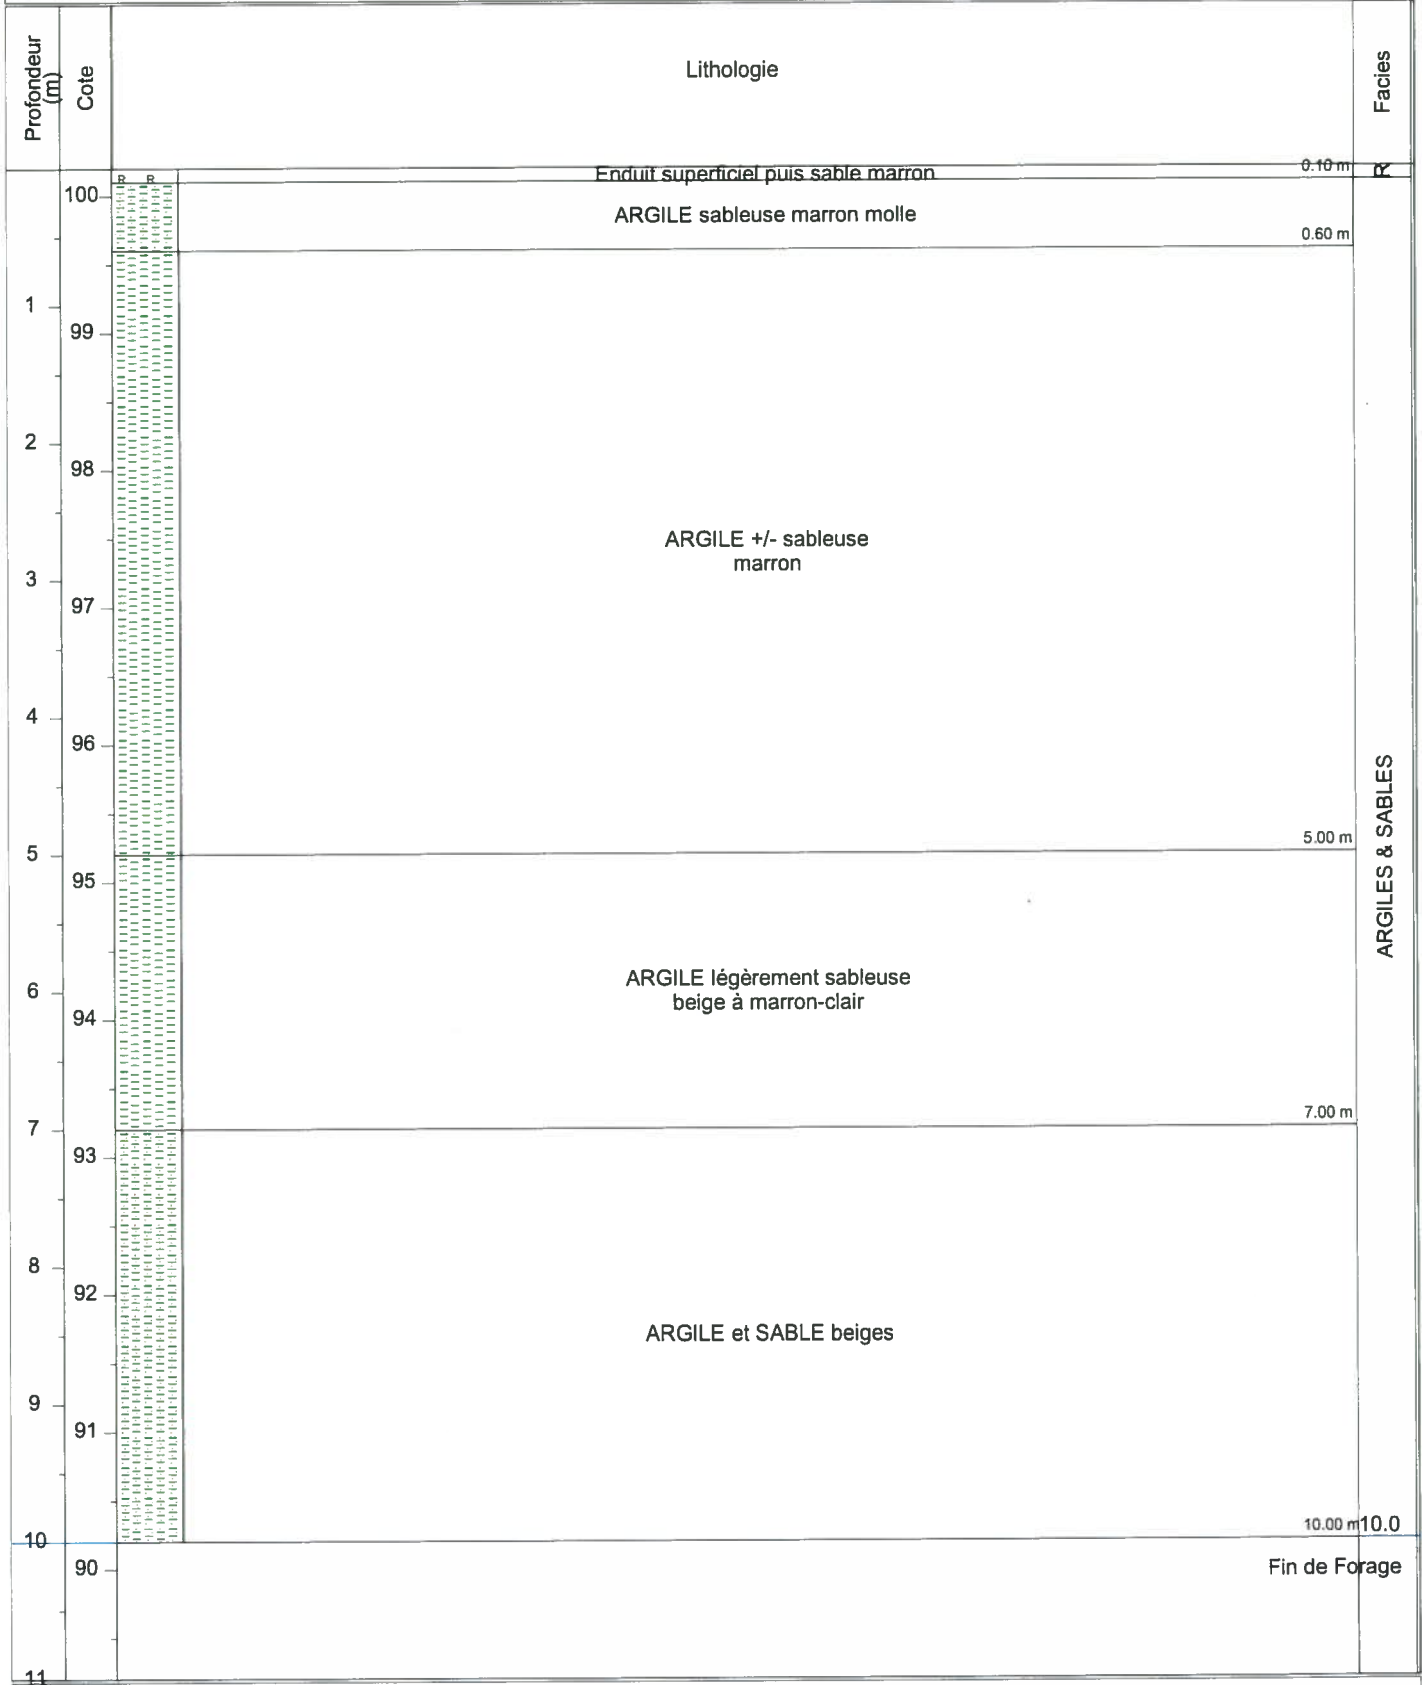 Profondeur
(m)
Cote
Lithologie
Facies
R R
Enduit superficiel puis sable marron
0.10 m
R
100
ARGILE sableuse marron molle
0.60 m
1
99
2
98
ARGILE +/- sableuse
marron
3
97
4
96
5.00 m
5
95
ARGILES & SABLES
ARGILE légèrement sableuse
beige à marron-clair
6
94
7.00 m
7
93
8
92
ARGILE et SABLE beiges
9
91
10.00 m
10.0
10
90
Fin de Forage
11